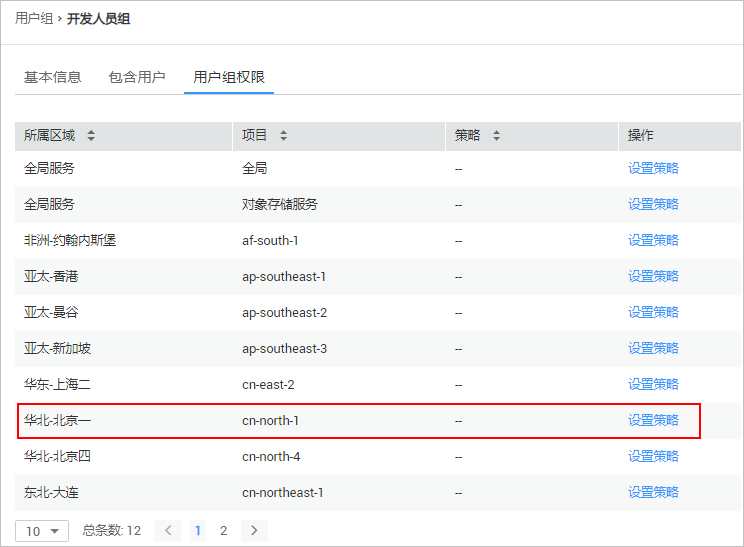 用户组 › 开发人员组
基本信息 包含用户 用户组权限
所属区域 项目 策略 操作
全局服务 全局 -- 设置策略
全局服务 对象存储服务 -- 设置策略
非洲-约翰内斯堡 af-south-1 -- 设置策略
亚太-香港 ap-southeast-1 -- 设置策略
亚太-曼谷 ap-southeast-2 -- 设置策略
亚太-新加坡 ap-southeast-3 -- 设置策略
华东-上海二 cn-east-2 -- 设置策略
华北-北京一 cn-north-1 -- 设置策略
华北-北京四 cn-north-4 -- 设置策略
东北-大连 cn-northeast-1 -- 设置策略
10 总条数: 12 < 1 2 >